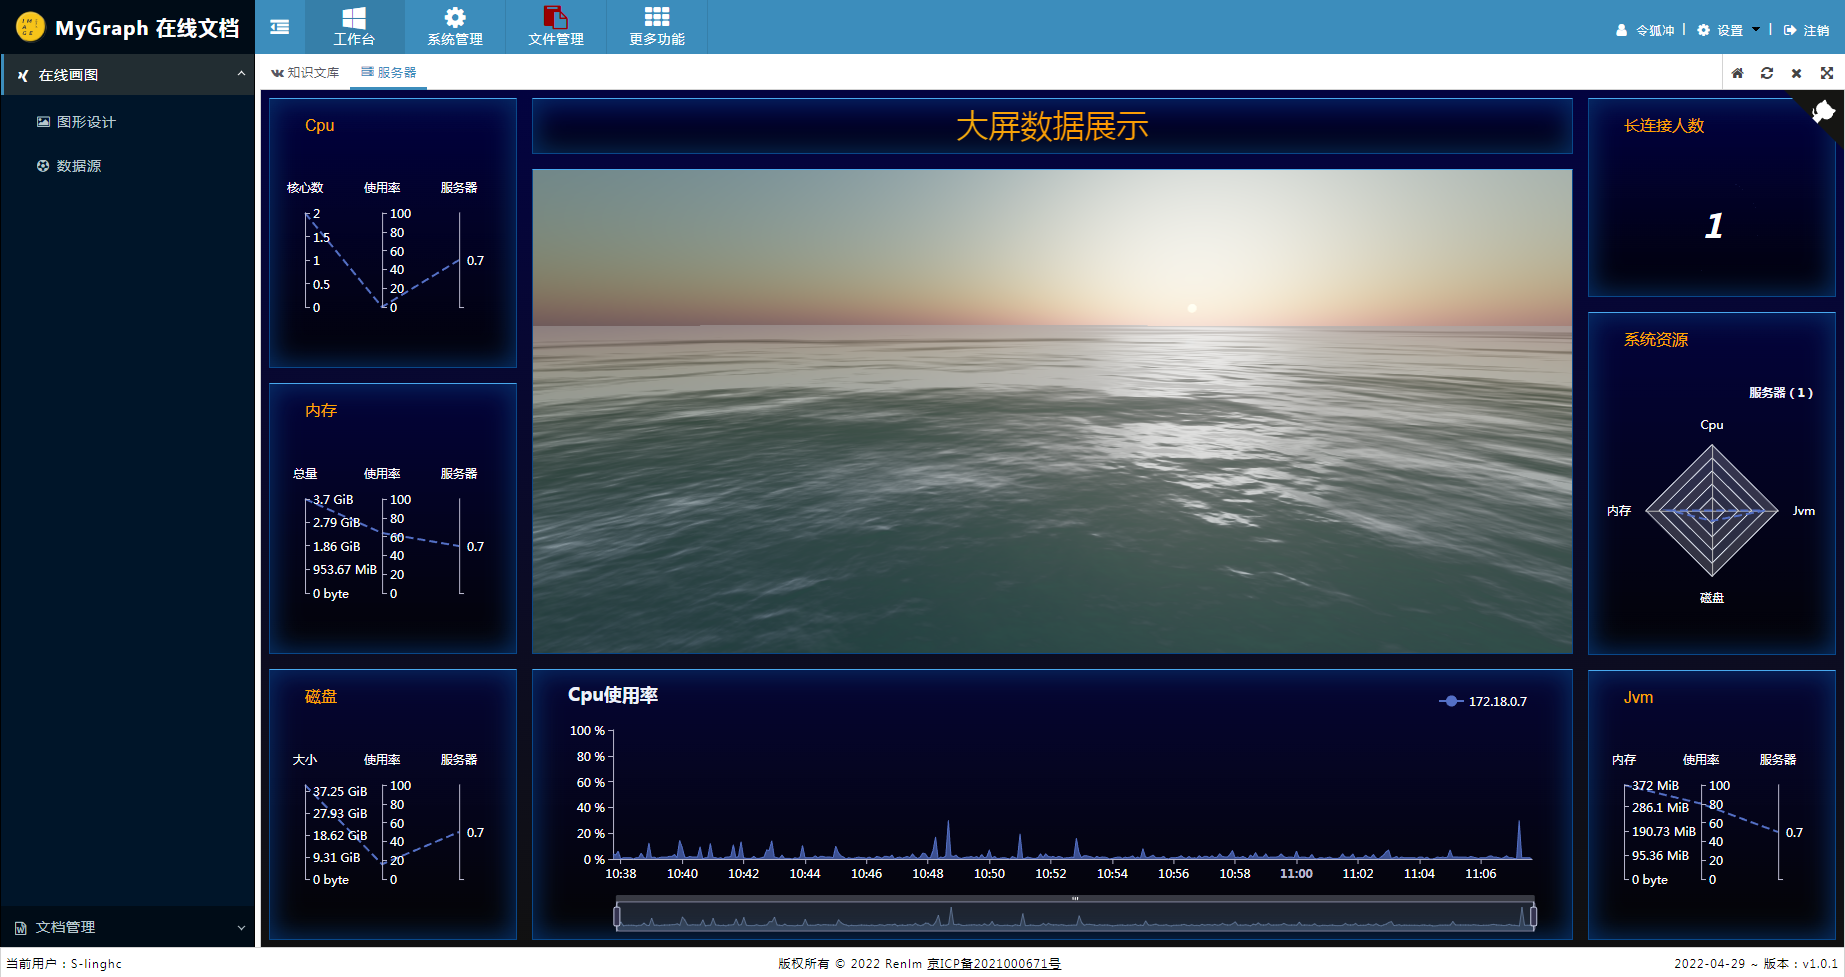 MyGraph 在线文档
工作台
系统管理
文件管理
更多功能
令狐冲 | 设置 | 注销
在线画图
图形设计
数据源
文档管理
知识文库
服务器
Cpu
核心数 使用率 服务器
2
1.5
1
0.5
0
100
80
60
40
20
0
0.7
内存
总量 使用率 服务器
3.7 GiB
2.79 GiB
1.86 GiB
953.67 MiB
0 byte
100
80
60
40
20
0
0.7
磁盘
大小 使用率 服务器
37.25 GiB
27.93 GiB
18.62 GiB
9.31 GiB
0 byte
100
80
60
40
20
0
0.7
大屏数据展示
Cpu使用率
172.18.0.7
100 %
80 %
60 %
40 %
20 %
0 %
10:38 10:40 10:42 10:44 10:46 10:48 10:50 10:52 10:54 10:56 10:58 11:00 11:02 11:04 11:06
长连接人数
1
系统资源
服务器 ( 1 )
Cpu
内存
Jvm
磁盘
Jvm
内存 使用率 服务器
372 MiB
286.1 MiB
190.73 MiB
95.36 MiB
0 byte
100
80
60
40
20
0
0.7
当前用户：S-linghc
版权所有 © 2022 Renlm 京ICP备2021000671号
2022-04-29 ~ 版本：v1.0.1